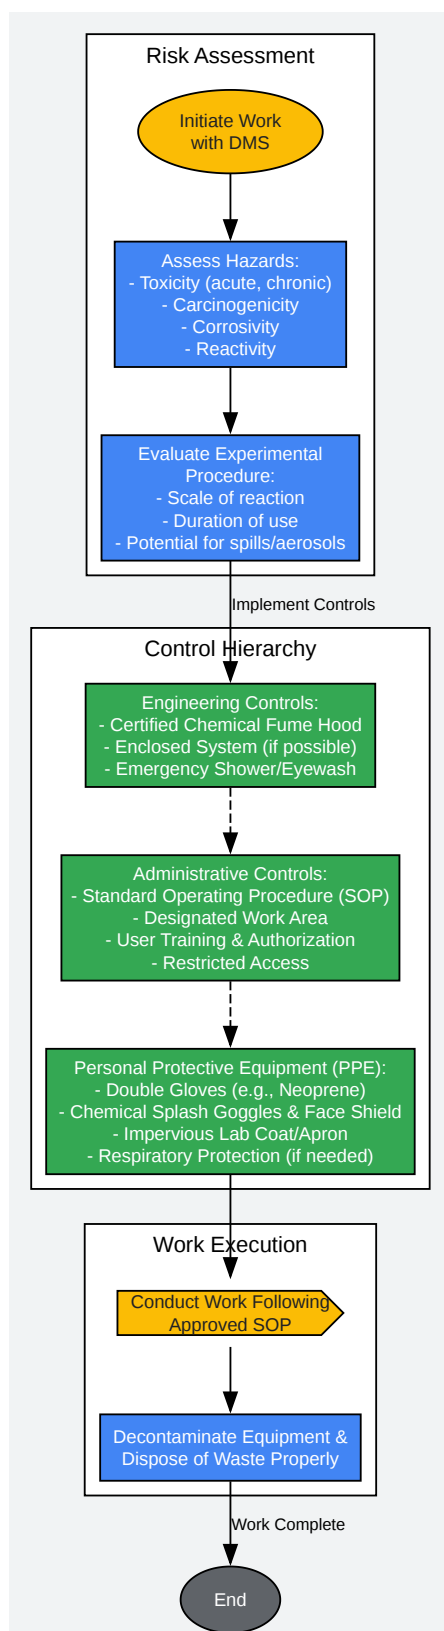 Risk Assessment
Initiate Work
with DMS
Assess Hazards:
- Toxicity (acute, chronic)
- Carcinogenicity
- Corrosivity
- Reactivity
Evaluate Experimental
Procedure:
- Scale of reaction
- Duration of use
- Potential for spills/aerosols
Implement Controls
Control Hierarchy
Engineering Controls:
- Certified Chemical Fume Hood
- Enclosed System (if possible)
- Emergency Shower/Eyewash
Administrative Controls:
- Standard Operating Procedure (SOP)
- Designated Work Area
- User Training & Authorization
- Restricted Access
Personal Protective Equipment (PPE):
- Double Gloves (e.g., Neoprene)
- Chemical Splash Goggles & Face Shield
- Impervious Lab Coat/Apron
- Respiratory Protection (if needed)
Work Execution
Conduct Work Following
Approved SOP
Decontaminate Equipment &
Dispose of Waste Properly
Work Complete
End